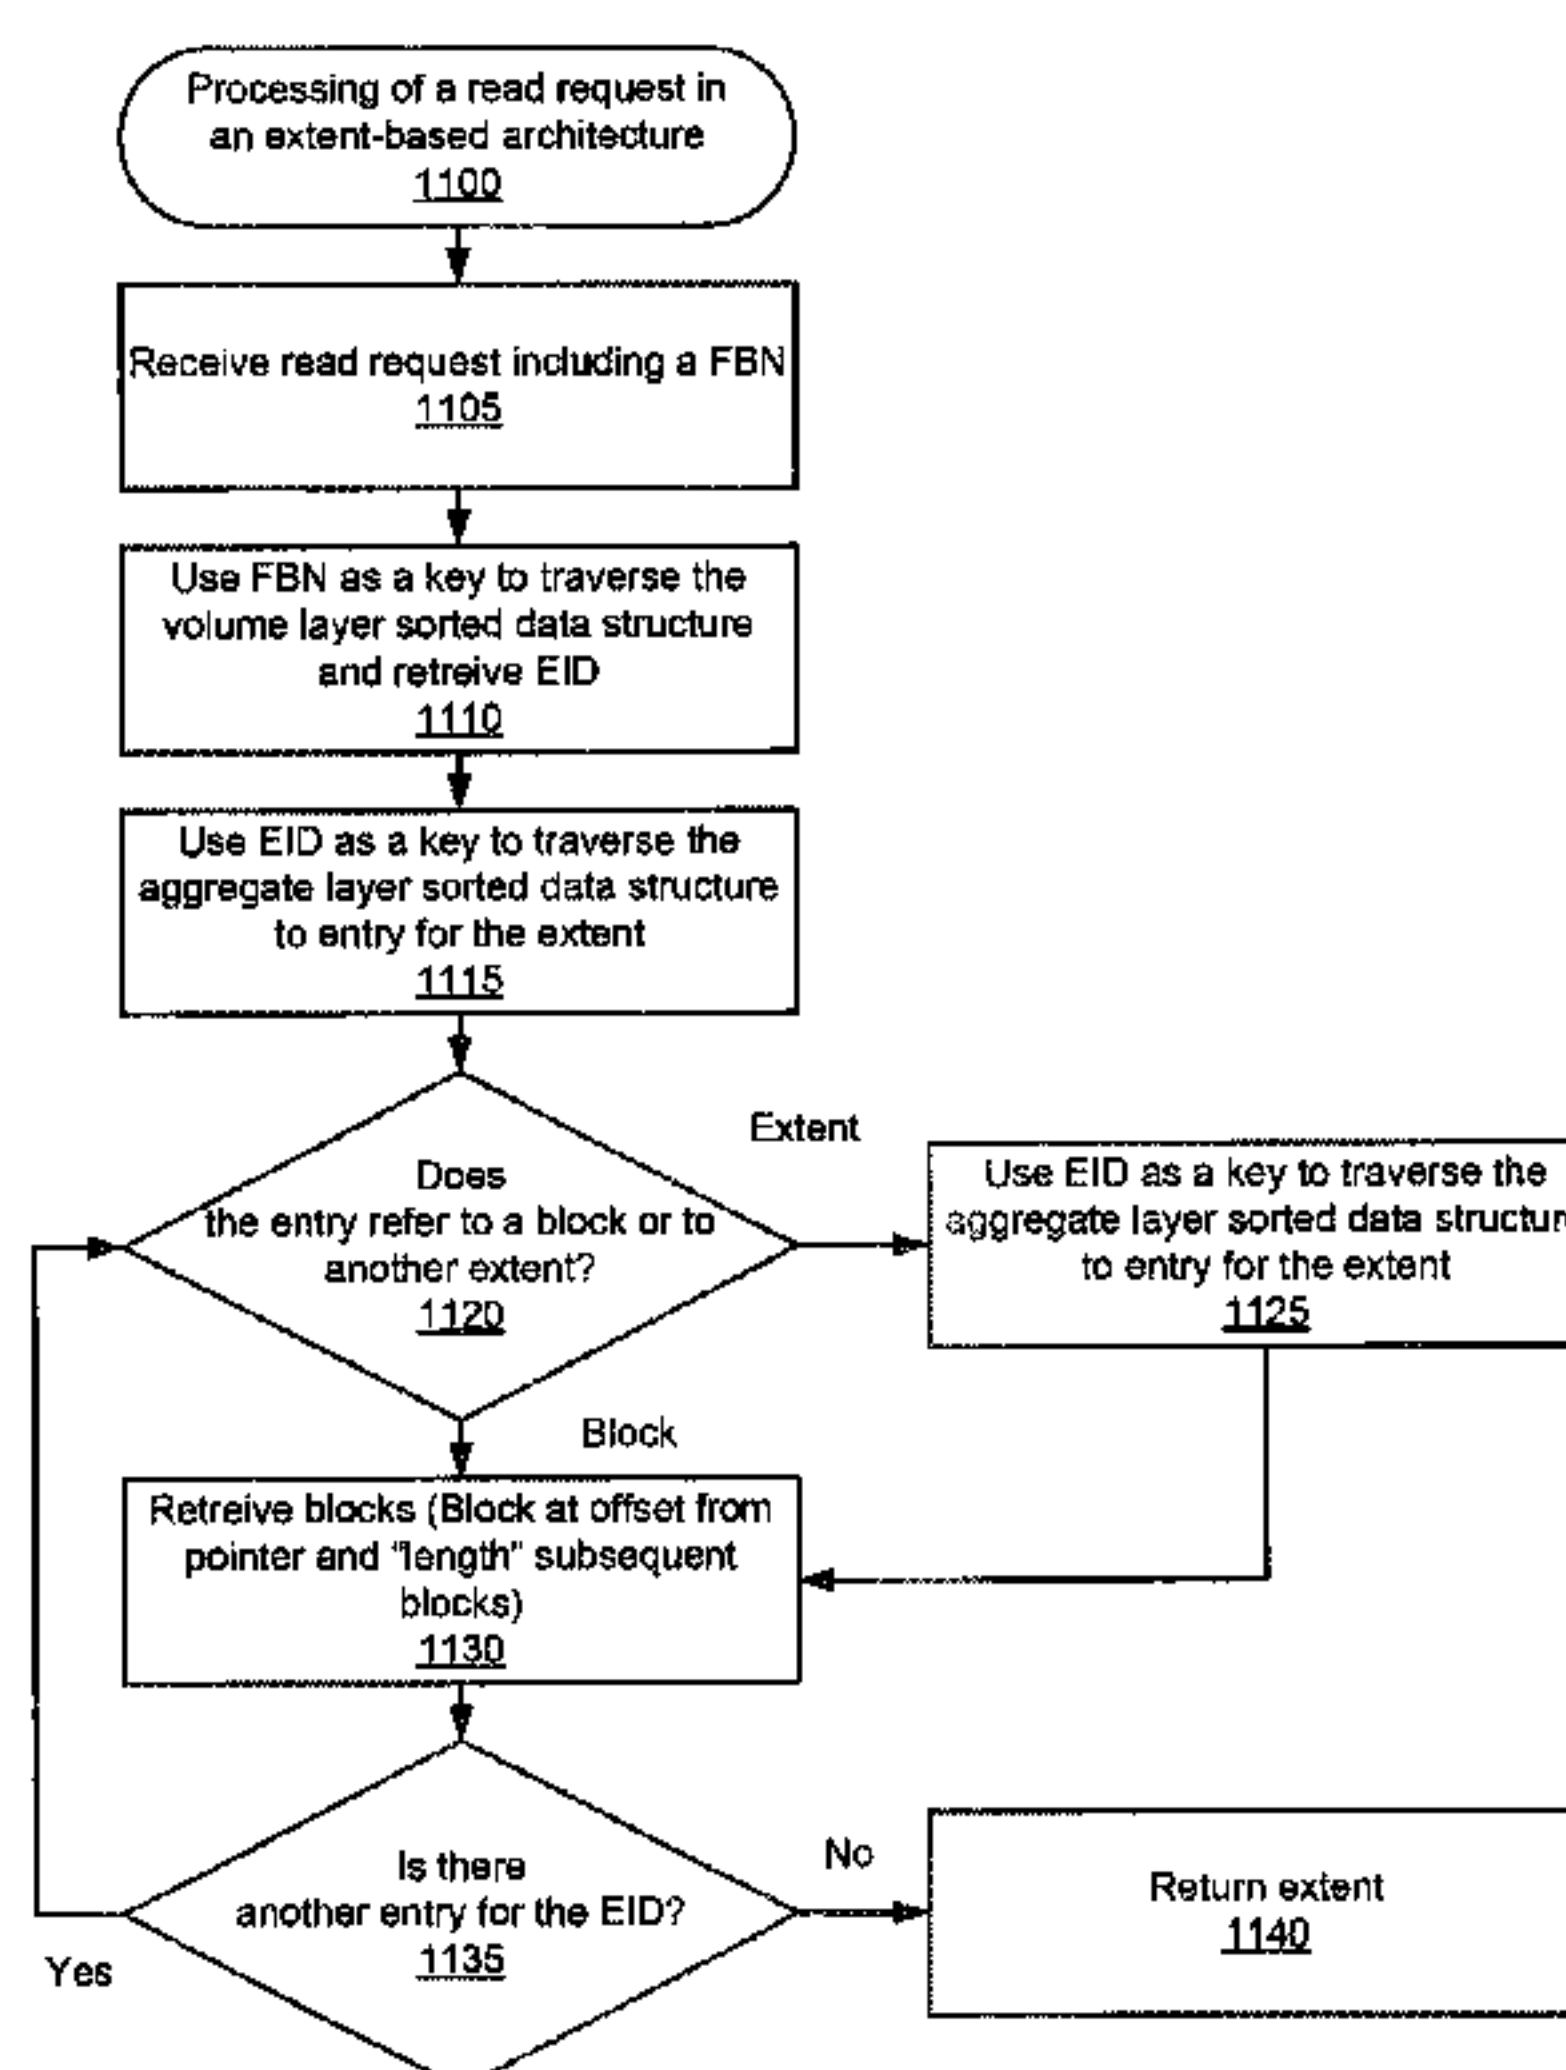 Processing of a read request in
an extent-based architecture
1100
Receive read request including a FBN
1105
Use FBN as a key to traverse the
volume layer sorted data structure
and retreive EID
1110
Use EID as a key to traverse the
aggregate layer sorted data structure
to entry for the extent
1115
Does
the entry refer to a block or to
another extent?
1120
Extent
Use EID as a key to traverse the
aggregate layer sorted data structur
to entry for the extent
1125
Block
Retreive blocks (Block at offset from
pointer and "length" subsequent
blocks)
1130
Is there
another entry for the EID?
1135
Yes
No
Return extent
1140